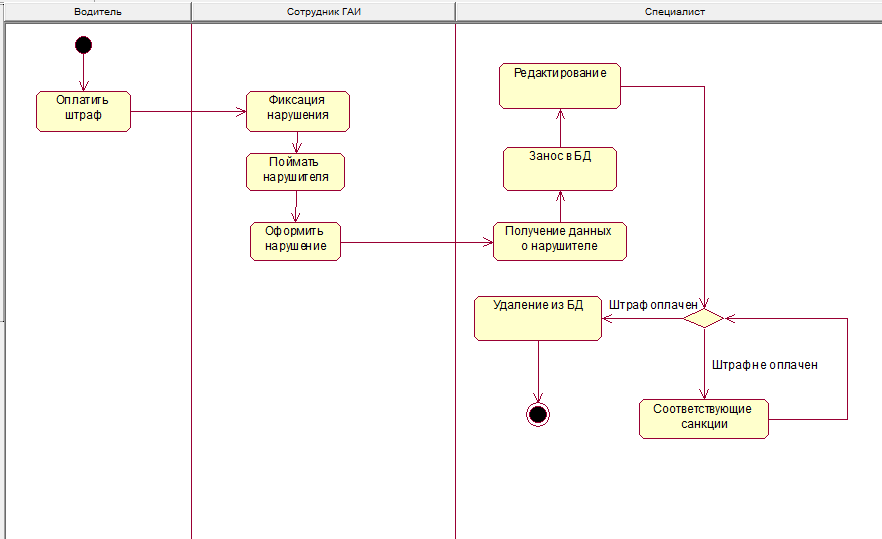 Водитель
Сотрудник ГАИ
Специалист
Оплатить
штраф
Фиксация
нарушения
Поймать
нарушителя
Оформить
нарушение
Редактирование
Занос в БД
Получение данных
о нарушителе
Удаление из БД
Штраф оплачен
Штраф не оплачен
Соответствующие
санкции